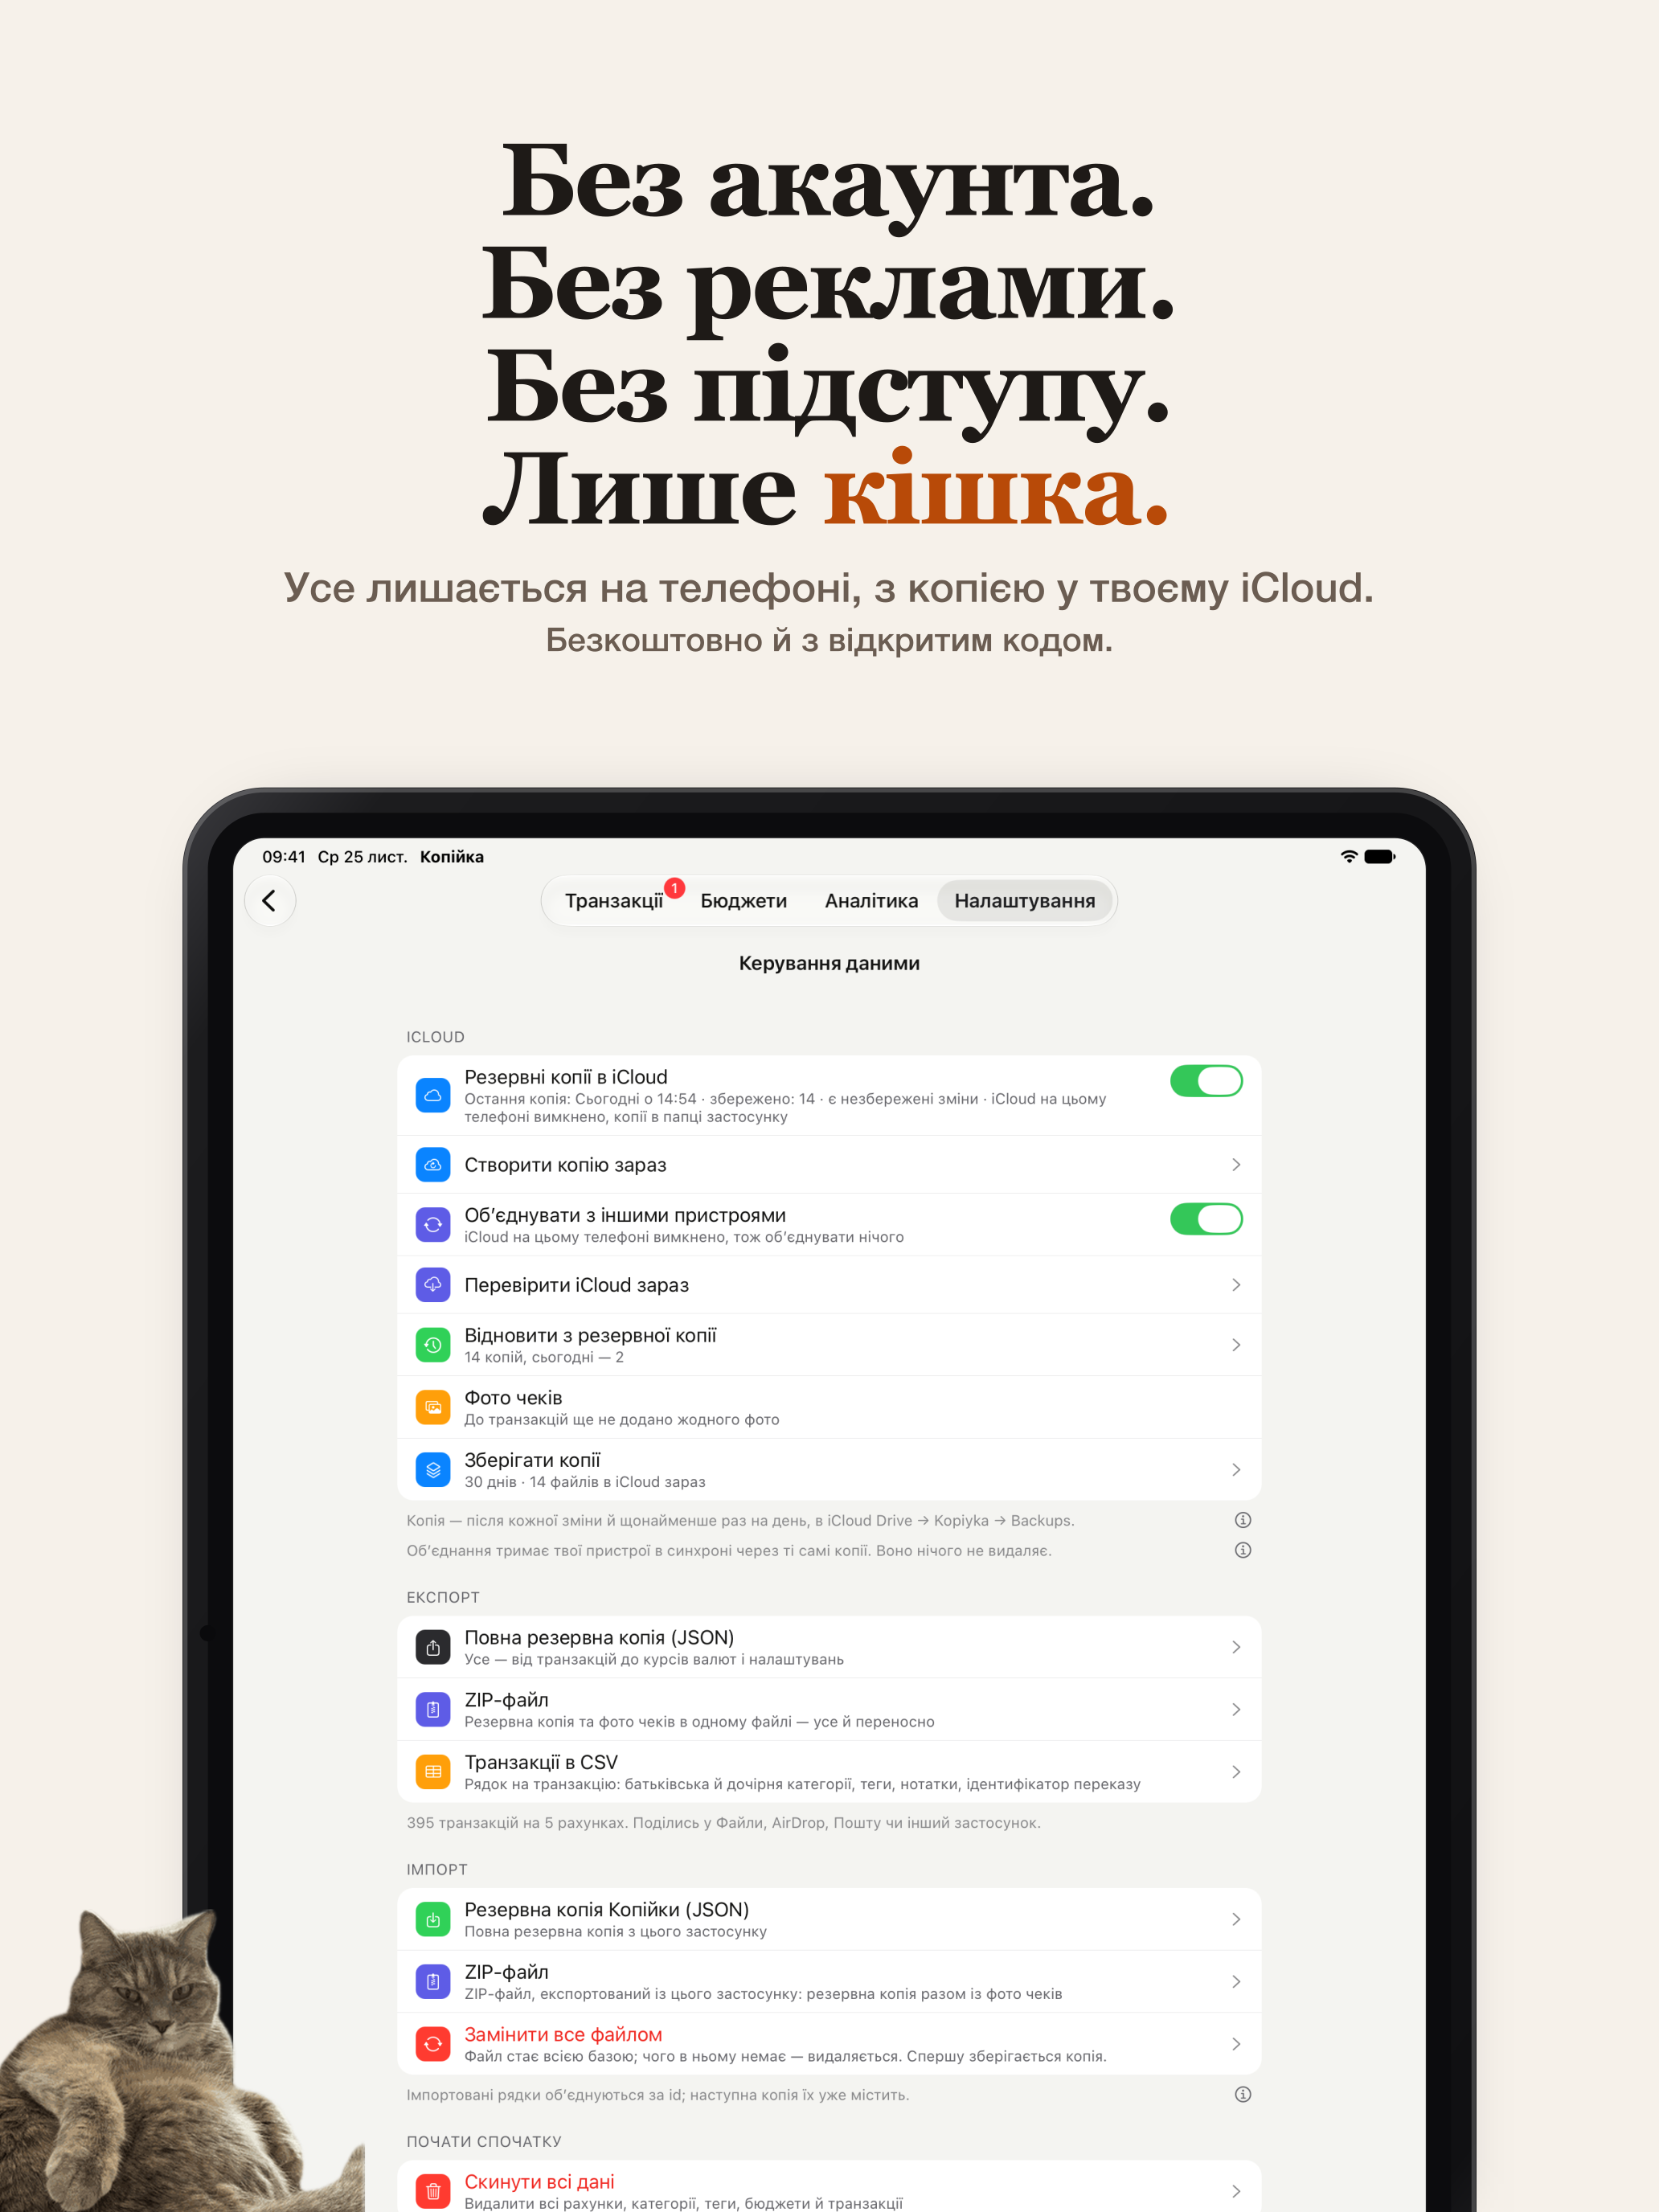 Без акаунта.
Без реклами.
Без підступу.
Лише кішка.
Усе лишається на телефоні, з копією у твоєму iCloud.
Безкоштовно й з відкритим кодом.
09:41 Ср 25 лист. Копійка
Транзакції 1 Бюджети Аналітика Налаштування
Керування даними
ICLOUD
Резервні копії в iCloud
Остання копія: Сьогодні о 14:54 · збережено: 14 · є незбережені зміни · iCloud на цьому
телефоні вимкнено, копії в папці застосунку
Створити копію зараз
Обʼєднувати з іншими пристроями
iCloud на цьому телефоні вимкнено, тож обʼєднувати нічого
Перевірити iCloud зараз
Відновити з резервної копії
14 копій, сьогодні — 2
Фото чеків
До транзакцій ще не додано жодного фото
Зберігати копії
30 днів · 14 файлів в iCloud зараз
Копія — після кожної зміни й щонайменше раз на день, в iCloud Drive → Kopiyka → Backups.
Обʼєднання тримає твої пристрої в синхроні через ті самі копії. Воно нічого не видаляє.
ЕКСПОРТ
Повна резервна копія (JSON)
Усе — від транзакцій до курсів валют і налаштувань
ZIP-файл
Резервна копія та фото чеків в одному файлі — усе й переносно
Транзакції в CSV
Рядок на транзакцію: батьківська й дочірня категорії, теги, нотатки, ідентифікатор переказу
395 транзакцій на 5 рахунках. Поділись у Файли, AirDrop, Пошту чи інший застосунок.
ІМПОРТ
Резервна копія Копійки (JSON)
Повна резервна копія з цього застосунку
ZIP-файл
ZIP-файл, експортований із цього застосунку: резервна копія разом із фото чеків
Замінити все файлом
Файл стає всією базою; чого в ньому немає — видаляється. Спершу зберігається копія.
Імпортовані рядки обʼєднуються за id; наступна копія їх уже містить.
ПОЧАТИ СПОЧАТКУ
Скинути всі дані
Видалити всі рахунки, категорії, теги, бюджети й транзакції